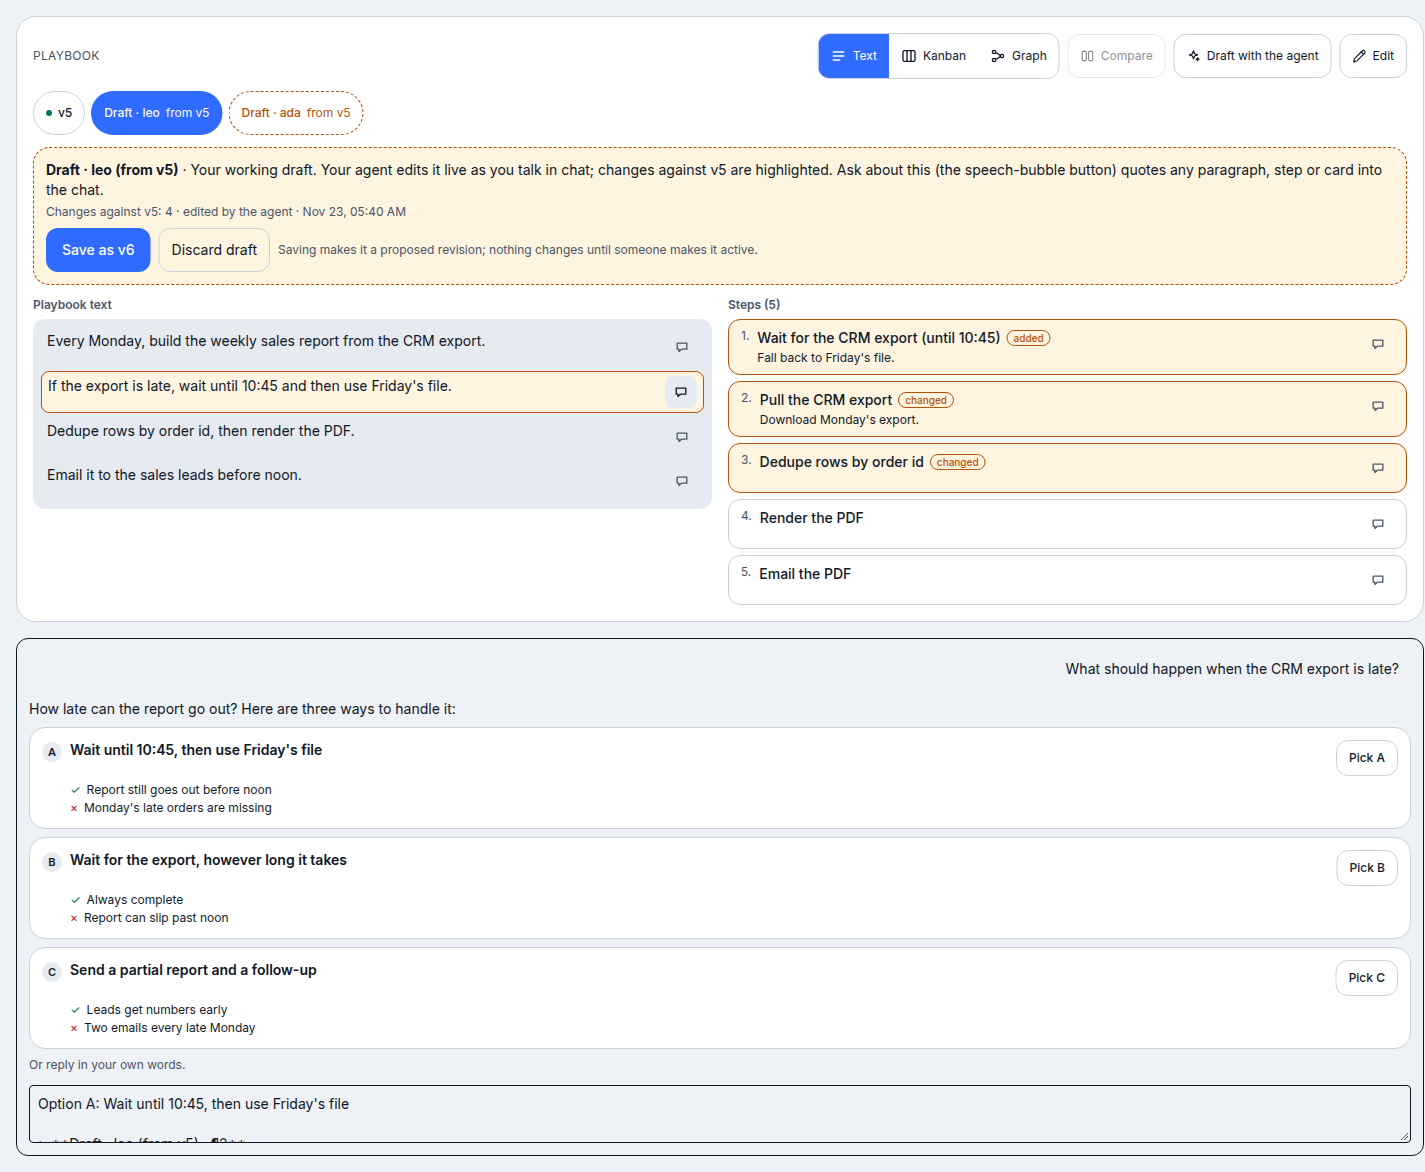 PLAYBOOK
Text
Kanban
Graph
Compare
Draft with the agent
Edit
v5
Draft · leo from v5
Draft · ada from v5
Draft · leo (from v5) · Your working draft. Your agent edits it live as you talk in chat; changes against v5 are highlighted. Ask about this (the speech-bubble button) quotes any paragraph, step or card into
the chat.
Changes against v5: 4 · edited by the agent · Nov 23, 05:40 AM
Save as v6
Discard draft
Saving makes it a proposed revision; nothing changes until someone makes it active.
Playbook text
Every Monday, build the weekly sales report from the CRM export.
If the export is late, wait until 10:45 and then use Friday's file.
Dedupe rows by order id, then render the PDF.
Email it to the sales leads before noon.
Steps (5)
1. Wait for the CRM export (until 10:45) added
Fall back to Friday's file.
2. Pull the CRM export changed
Download Monday's export.
3. Dedupe rows by order id changed
4. Render the PDF
5. Email the PDF
What should happen when the CRM export is late?
How late can the report go out? Here are three ways to handle it:
A Wait until 10:45, then use Friday's file
Pick A
✓ Report still goes out before noon
× Monday's late orders are missing
B Wait for the export, however long it takes
Pick B
✓ Always complete
× Report can slip past noon
C Send a partial report and a follow-up
Pick C
✓ Leads get numbers early
× Two emails every late Monday
Or reply in your own words.
Option A: Wait until 10:45, then use Friday's file